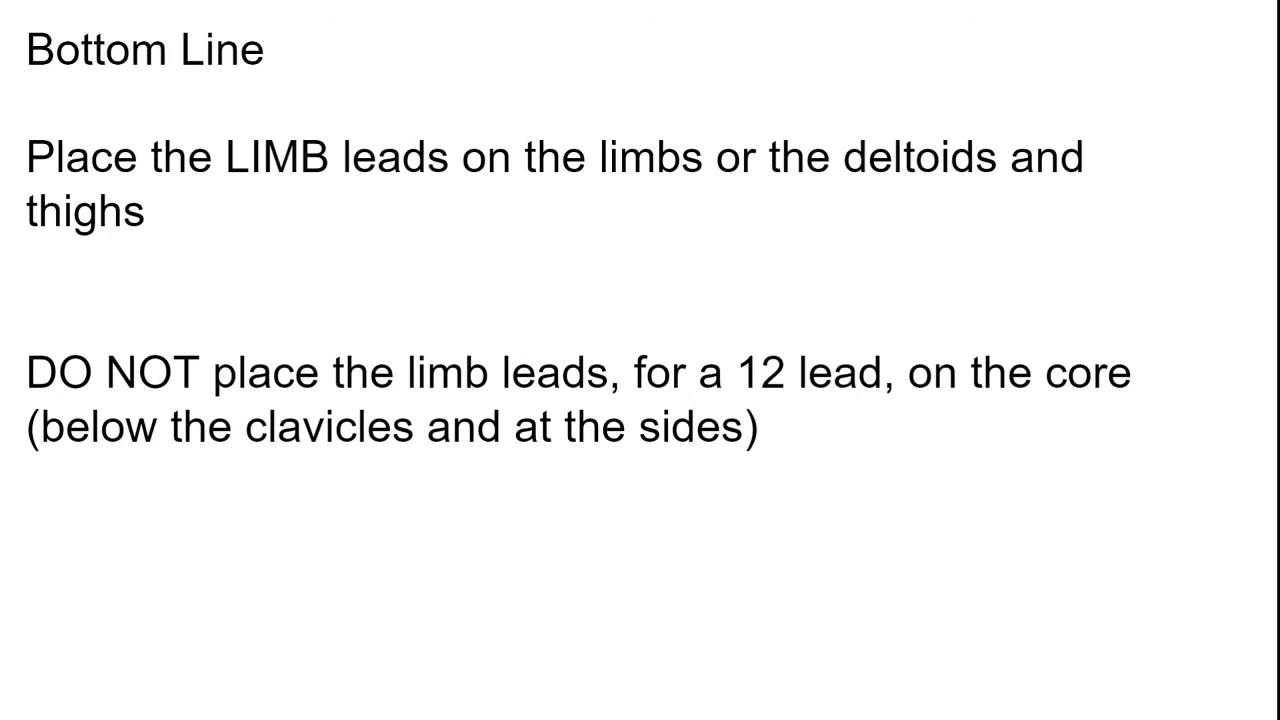 Bottom Line
Place the LIMB leads on the limbs or the deltoids and
thighs
DO NOT place the limb leads, for a 12 lead, on the core
(below the clavicles and at the sides)